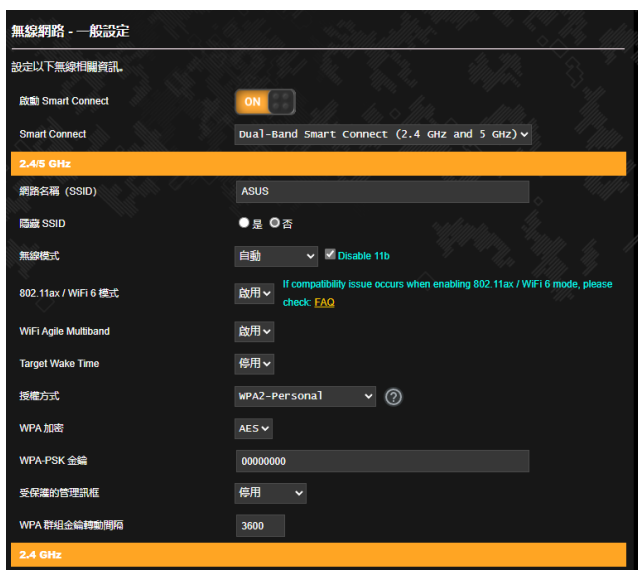 無線網路 - 一般設定
設定以下無線相關資訊。
啟動 Smart Connect
ON
Smart Connect
Dual-Band Smart Connect (2.4 GHz and 5 GHz)
2.4/5 GHz
網路名稱 (SSID)
ASUS
隱藏 SSID
是 否
無線模式
自動
Disable 11b
802.11ax / WiFi 6 模式
啟用
If compatibility issue occurs when enabling 802.11ax / WiFi 6 mode, please
check: FAQ
WiFi Agile Multiband
啟用
Target Wake Time
停用
授權方式
WPA2-Personal
?
WPA 加密
AES
WPA-PSK 金鑰
00000000
受保護的管理訊框
停用
WPA 群組金鑰轉動間隔
3600
2.4 GHz